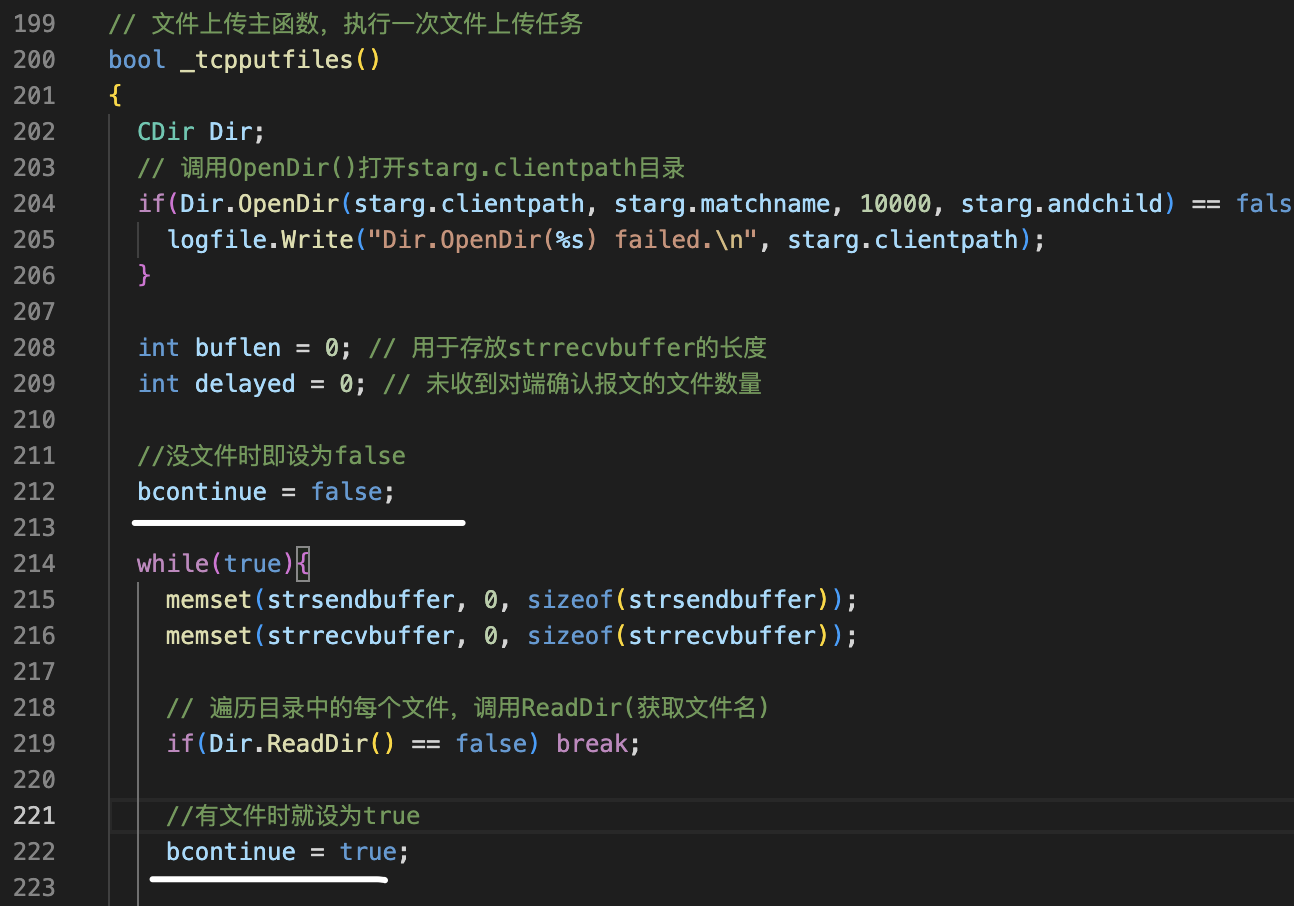 199 // 文件上传主函数，执行一次文件上传任务
200 bool _tcpputfiles()
201 {
202 CDir Dir;
203 // 调用OpenDir()打开starg.clientpath目录
204 if(Dir.OpenDir(starg.clientpath, starg.matchname, 10000, starg.andchild) == fals
205 logfile.Write("Dir.OpenDir(%s) failed.\n", starg.clientpath);
206 }
207
208 int buflen = 0; // 用于存放strrecvbuffer的长度
209 int delayed = 0; // 未收到对端确认报文的文件数量
210
211 //没文件时即设为false
212 bcontinue = false;
213
214 while(true){
215 memset(strsendbuffer, 0, sizeof(strsendbuffer));
216 memset(strrecvbuffer, 0, sizeof(strrecvbuffer));
217
218 // 遍历目录中的每个文件，调用ReadDir(获取文件名)
219 if(Dir.ReadDir() == false) break;
220
221 //有文件时就设为true
222 bcontinue = true;
223